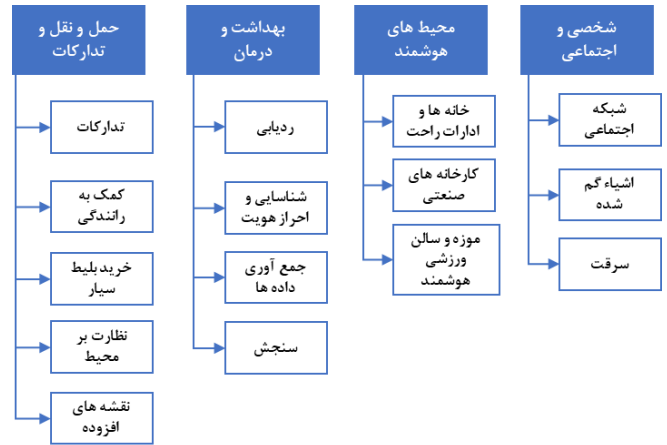 شخصی و
اجتماعی
شبکه
اجتماعی
اشیاء گم
شده
سرقت
محیط های
هوشمند
خانه ها و
ادارات راحت
کارخانه های
صنعتی
موزه و سالن
ورزشی
هوشمند
بهداشت و
درمان
ردیابی
شناسایی و
احراز هویت
جمع آوری
داده ها
سنجش
حمل و نقل و
تدارکات
تدارکات
کمک به
رانندگی
خرید بلیط
سیار
نظارت بر
محیط
نقشه های
افزوده